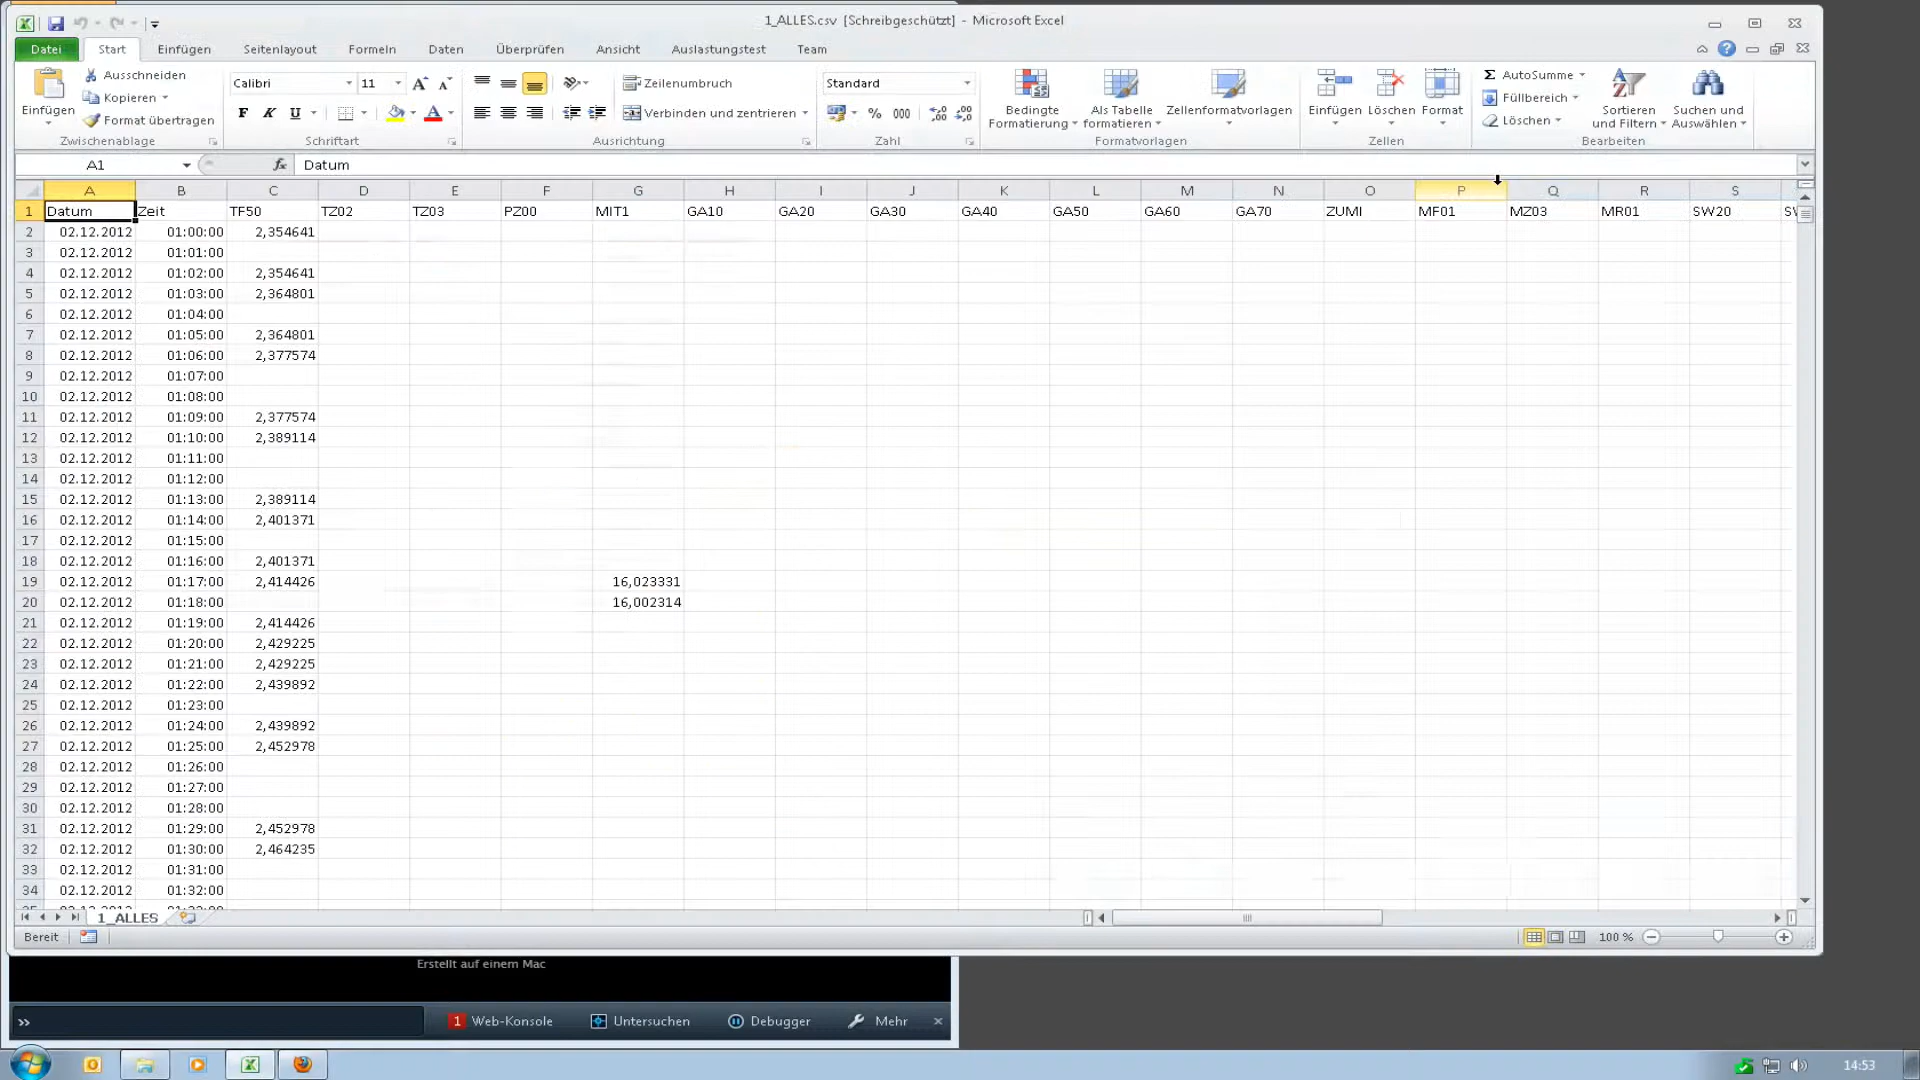 1_ALLES.csv [Schreibgeschützt] - Microsoft Excel
Datei Start Einfügen Seitenlayout Formeln Daten Überprüfen Ansicht Auslastungstest Team
Einfügen
Ausschneiden
Kopieren
Format übertragen
Zwischenablage
Calibri 11
F K U
Schriftart
Zeilenumbruch
Verbinden und zentrieren
Ausrichtung
Standard
% 000
Zahl
Bedingte Formatierung
Als Tabelle formatieren
Zellenformatvorlagen
Formatvorlagen
Einfügen Löschen Format
Zellen
Σ AutoSumme
Füllbereich
Löschen
Sortieren und Filtern
Suchen und Auswählen
Bearbeiten
A1 fx Datum
A B C D E F G H I J K L M N O P Q R S
1 Datum Zeit TF50 TZ02 TZ03 PZ00 MIT1 GA10 GA20 GA30 GA40 GA50 GA60 GA70 ZUMI MF01 MZ03 MR01 SW20
2 02.12.2012 01:00:00 2,354641
3 02.12.2012 01:01:00
4 02.12.2012 01:02:00 2,354641
5 02.12.2012 01:03:00 2,364801
6 02.12.2012 01:04:00
7 02.12.2012 01:05:00 2,364801
8 02.12.2012 01:06:00 2,377574
9 02.12.2012 01:07:00
10 02.12.2012 01:08:00
11 02.12.2012 01:09:00 2,377574
12 02.12.2012 01:10:00 2,389114
13 02.12.2012 01:11:00
14 02.12.2012 01:12:00
15 02.12.2012 01:13:00 2,389114
16 02.12.2012 01:14:00 2,401371
17 02.12.2012 01:15:00
18 02.12.2012 01:16:00 2,401371
19 02.12.2012 01:17:00 2,414426 16,023331
20 02.12.2012 01:18:00 16,002314
21 02.12.2012 01:19:00 2,414426
22 02.12.2012 01:20:00 2,429225
23 02.12.2012 01:21:00 2,429225
24 02.12.2012 01:22:00 2,439892
25 02.12.2012 01:23:00
26 02.12.2012 01:24:00 2,439892
27 02.12.2012 01:25:00 2,452978
28 02.12.2012 01:26:00
29 02.12.2012 01:27:00
30 02.12.2012 01:28:00
31 02.12.2012 01:29:00 2,452978
32 02.12.2012 01:30:00 2,464235
33 02.12.2012 01:31:00
34 02.12.2012 01:32:00
1_ALLES
Bereit 100 %
Erstellt auf einem Mac
» 1 Web-Konsole Untersuchen Debugger Mehr ×
14:53